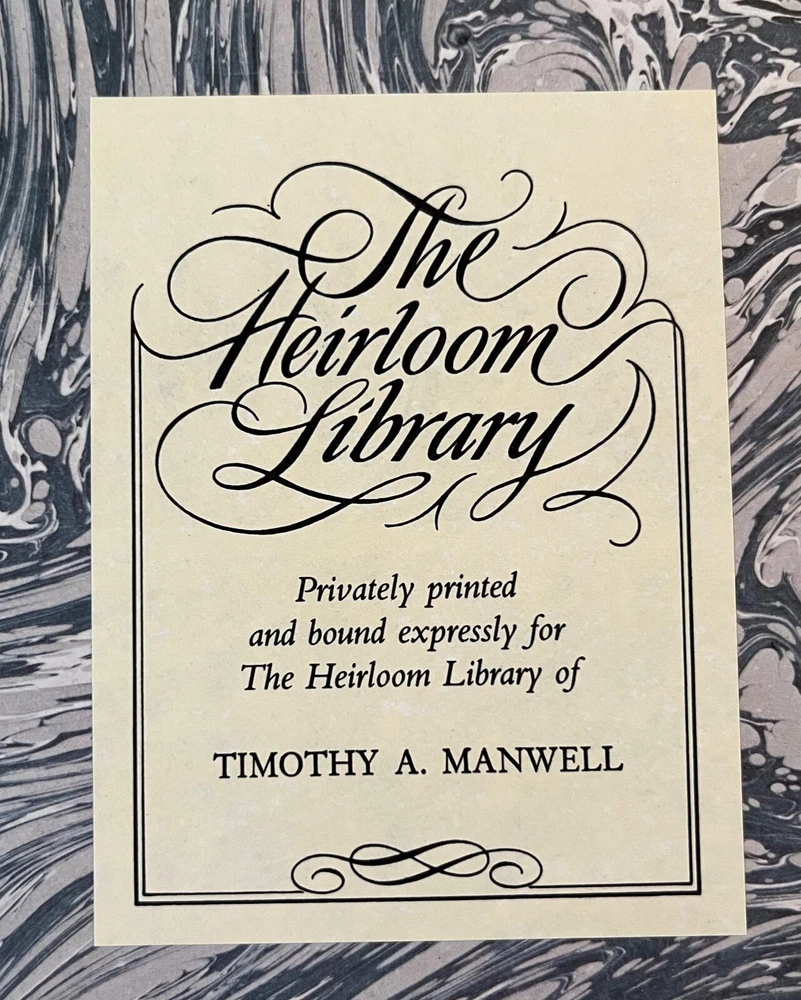 The
Heirloom
Library
Privately printed
and bound expressly for
The Heirloom Library of
TIMOTHY A. MANWELL